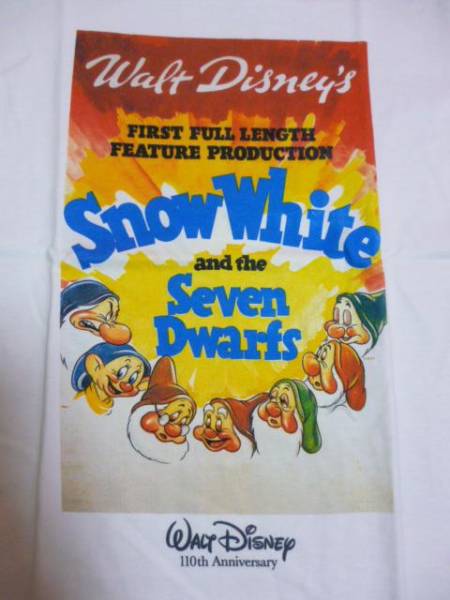 Walt Disney's
FIRST FULL LENGTH
FEATURE PRODUCTION
Snow White
and the
Seven
Dwarfs
WALT DISNEY
110th Anniversary